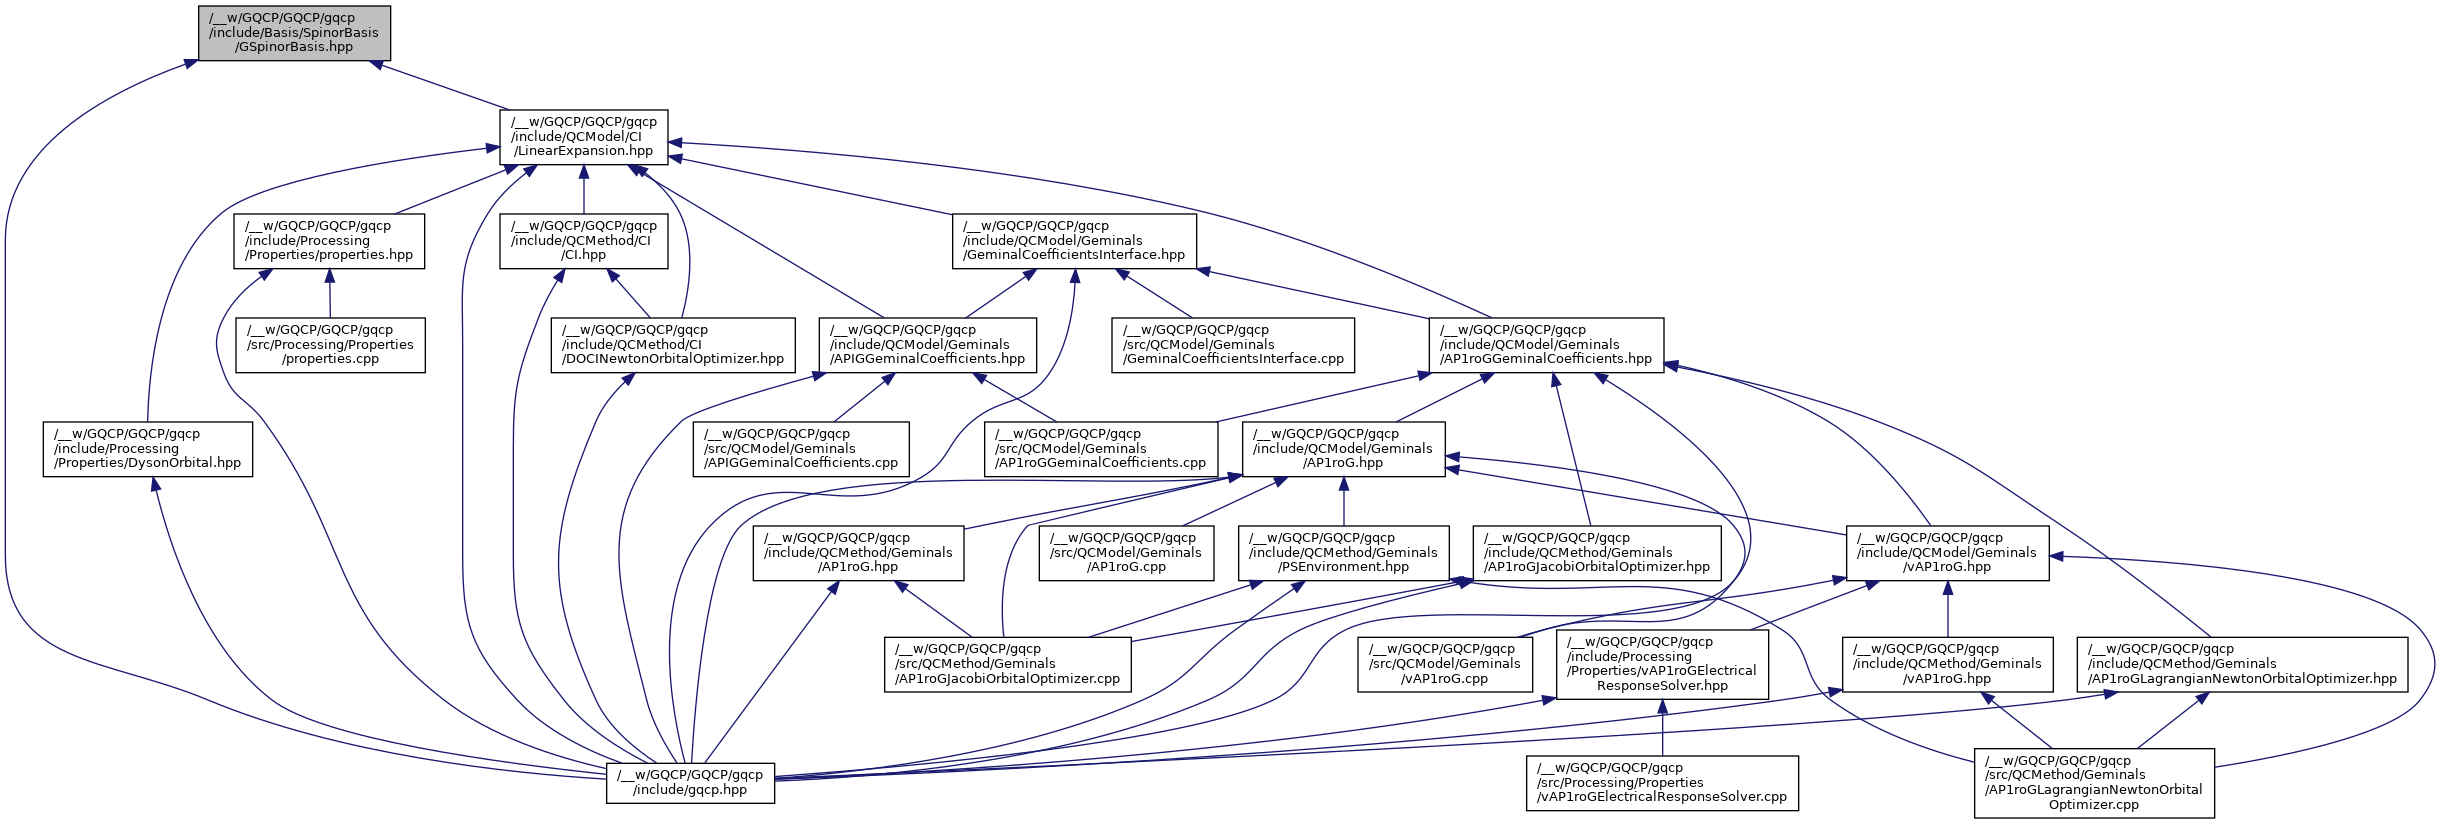 /__w/GQCP/GQCP/gqcp
/include/Basis/SpinorBasis
/GSpinorBasis.hpp
/__w/GQCP/GQCP/gqcp
/include/QCModel/CI
/LinearExpansion.hpp
/__w/GQCP/GQCP/gqcp
/include/Processing
/Properties/properties.hpp
/__w/GQCP/GQCP/gqcp
/include/QCMethod/CI
/CI.hpp
/__w/GQCP/GQCP/gqcp
/include/QCModel/Geminals
/GeminalCoefficientsInterface.hpp
/__w/GQCP/GQCP/gqcp
/src/Processing/Properties
/properties.cpp
/__w/GQCP/GQCP/gqcp
/include/QCMethod/CI
/DOCINewtonOrbitalOptimizer.hpp
/__w/GQCP/GQCP/gqcp
/include/QCModel/Geminals
/APIGGeminalCoefficients.hpp
/__w/GQCP/GQCP/gqcp
/src/QCModel/Geminals
/GeminalCoefficientsInterface.cpp
/__w/GQCP/GQCP/gqcp
/include/QCModel/Geminals
/AP1roGGeminalCoefficients.hpp
/__w/GQCP/GQCP/gqcp
/include/Processing
/Properties/DysonOrbital.hpp
/__w/GQCP/GQCP/gqcp
/src/QCModel/Geminals
/APIGGeminalCoefficients.cpp
/__w/GQCP/GQCP/gqcp
/src/QCModel/Geminals
/AP1roGGeminalCoefficients.cpp
/__w/GQCP/GQCP/gqcp
/include/QCModel/Geminals
/AP1roG.hpp
/__w/GQCP/GQCP/gqcp
/include/QCMethod/Geminals
/AP1roG.hpp
/__w/GQCP/GQCP/gqcp
/src/QCModel/Geminals
/AP1roG.cpp
/__w/GQCP/GQCP/gqcp
/include/QCMethod/Geminals
/PSEnvironment.hpp
/__w/GQCP/GQCP/gqcp
/include/QCMethod/Geminals
/AP1roGJacobiOrbitalOptimizer.hpp
/__w/GQCP/GQCP/gqcp
/include/QCModel/Geminals
/vAP1roG.hpp
/__w/GQCP/GQCP/gqcp
/src/QCMethod/Geminals
/AP1roGJacobiOrbitalOptimizer.cpp
/__w/GQCP/GQCP/gqcp
/src/QCModel/Geminals
/vAP1roG.cpp
/__w/GQCP/GQCP/gqcp
/include/Processing
/Properties/vAP1roGElectrical
ResponseSolver.hpp
/__w/GQCP/GQCP/gqcp
/include/QCMethod/Geminals
/vAP1roG.hpp
/__w/GQCP/GQCP/gqcp
/include/QCMethod/Geminals
/AP1roGLagrangianNewtonOrbitalOptimizer.hpp
/__w/GQCP/GQCP/gqcp
/include/gqcp.hpp
/__w/GQCP/GQCP/gqcp
/src/Processing/Properties
/vAP1roGElectricalResponseSolver.cpp
/__w/GQCP/GQCP/gqcp
/src/QCMethod/Geminals
/AP1roGLagrangianNewtonOrbital
Optimizer.cpp